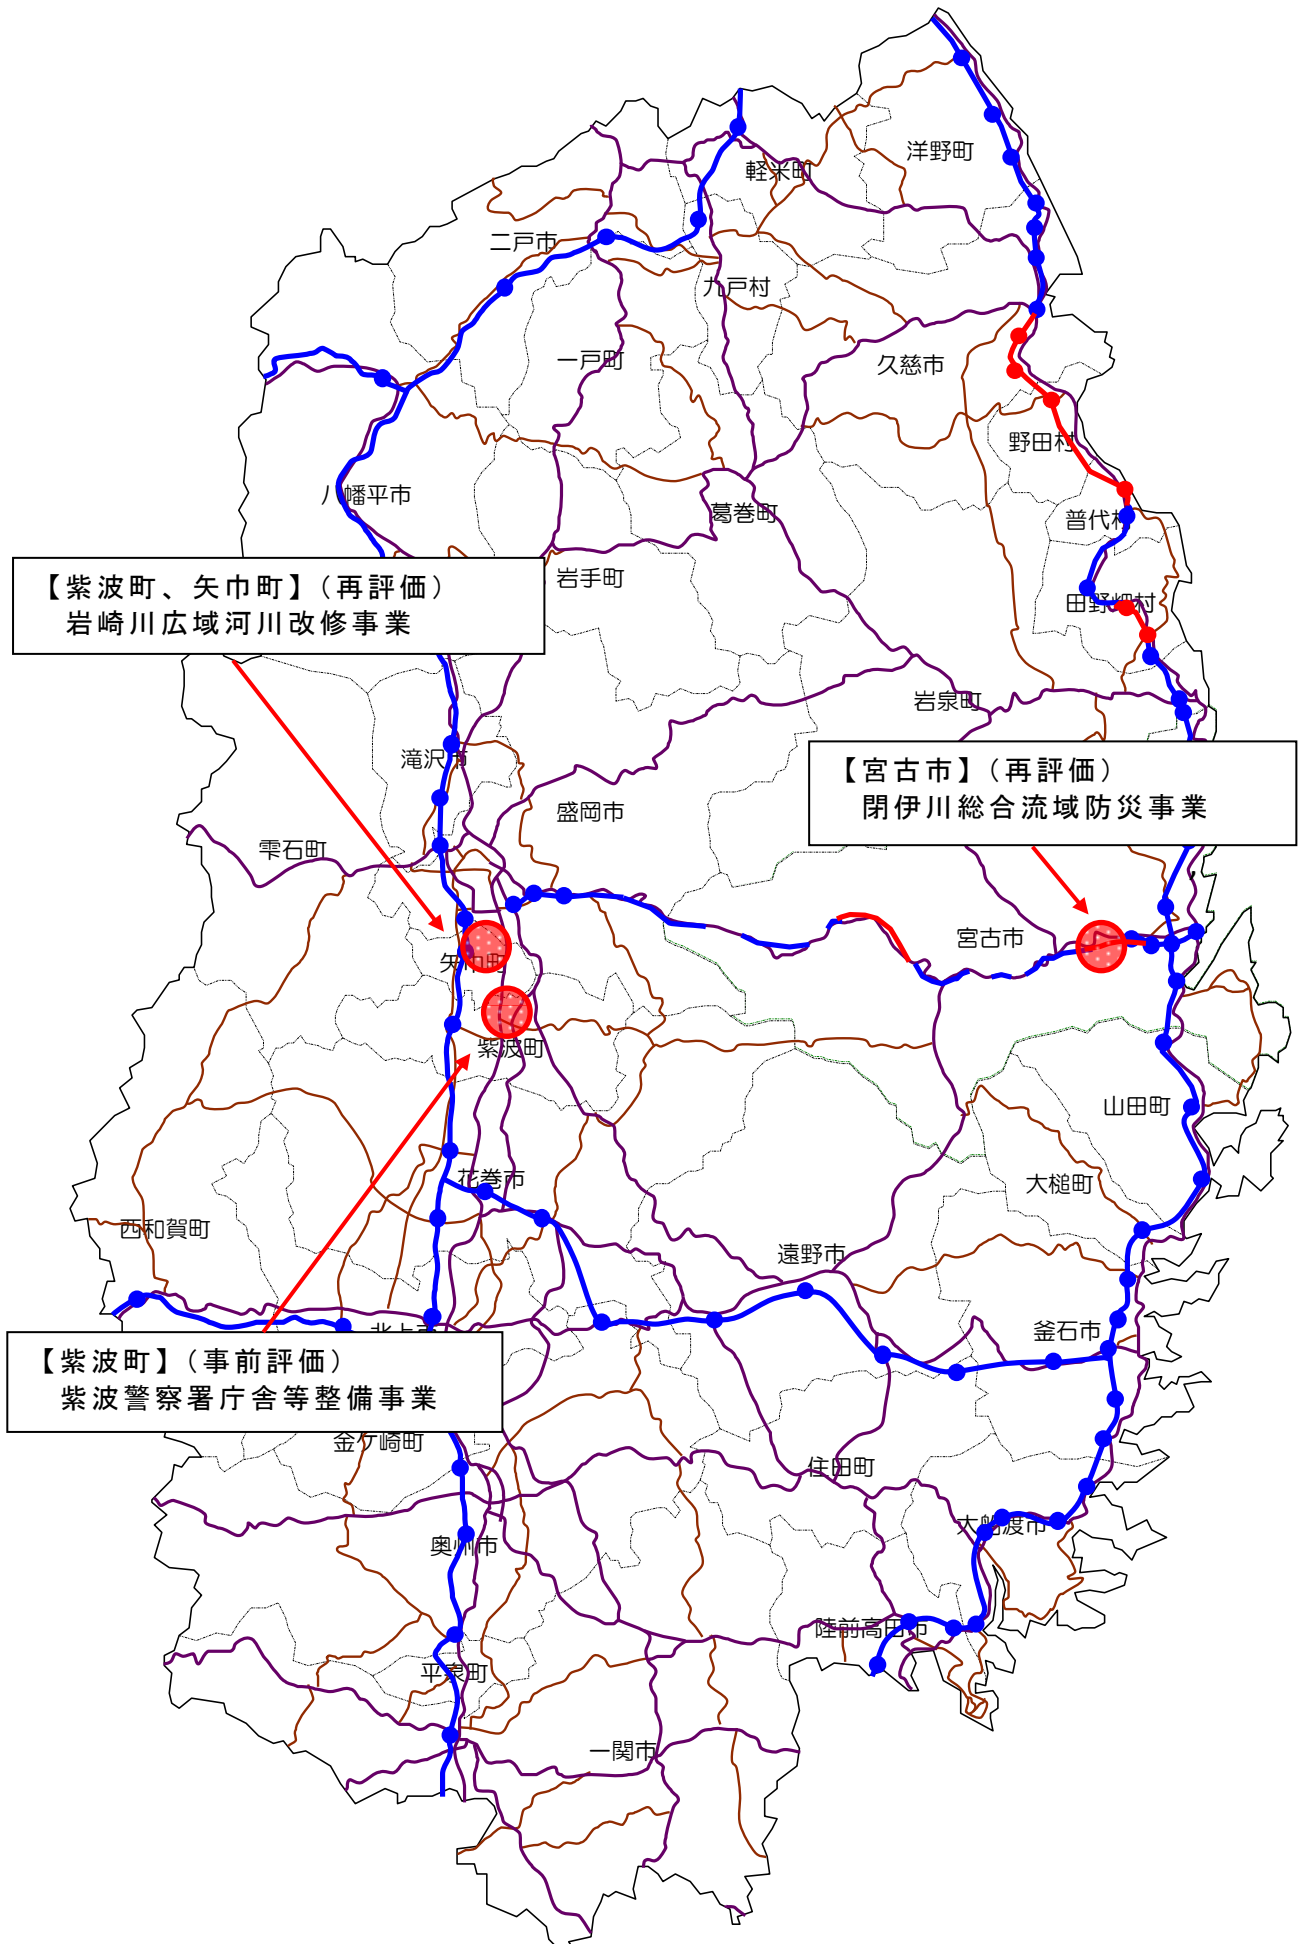 洋野町
軽米町
二戸市
九戸村
一戸町
久慈市
野田村
八幡平市
葛巻町
普代村
岩手町
田野畑村
【紫波町、矢巾町】（再評価）
岩崎川広域河川改修事業
岩泉町
滝沢市
【宮古市】（再評価）
閉伊川総合流域防災事業
盛岡市
雫石町
宮古市
矢巾町
紫波町
山田町
花巻市
大槌町
西和賀町
遠野市
北上市
釜石市
【紫波町】（事前評価）
紫波警察署庁舎等整備事業
金ケ崎町
住田町
大船渡市
奥州市
陸前高田市
平泉町
一関市